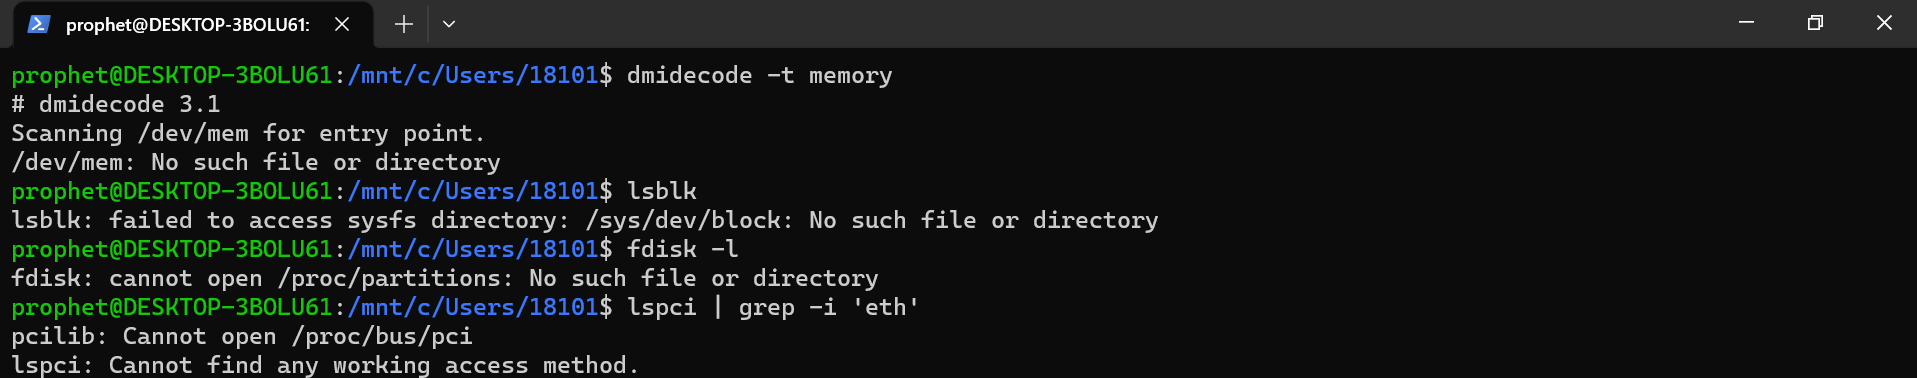 prophet@DESKTOP-3BOLU61:
prophet@DESKTOP-3BOLU61:/mnt/c/Users/18101$ dmidecode -t memory
# dmidecode 3.1
Scanning /dev/mem for entry point.
/dev/mem: No such file or directory
prophet@DESKTOP-3BOLU61:/mnt/c/Users/18101$ lsblk
lsblk: failed to access sysfs directory: /sys/dev/block: No such file or directory
prophet@DESKTOP-3BOLU61:/mnt/c/Users/18101$ fdisk -l
fdisk: cannot open /proc/partitions: No such file or directory
prophet@DESKTOP-3BOLU61:/mnt/c/Users/18101$ lspci | grep -i 'eth'
pcilib: Cannot open /proc/bus/pci
lspci: Cannot find any working access method.